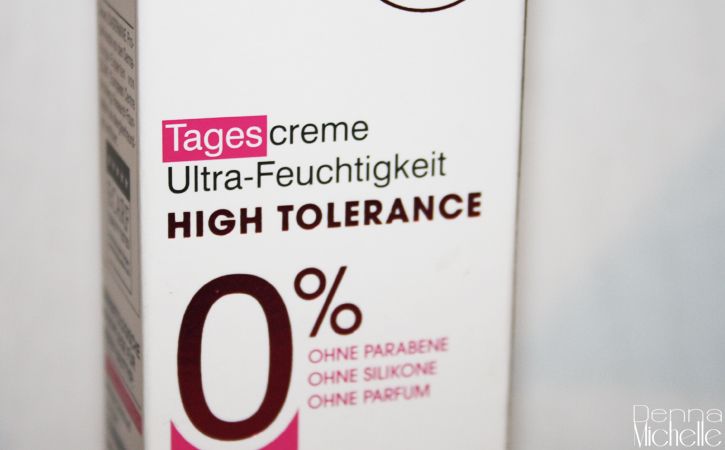 Tagescreme
Ultra-Feuchtigkeit
HIGH TOLERANCE
0%
OHNE PARABENE
OHNE SILIKONE
OHNE PARFUM
Denna
Michelle